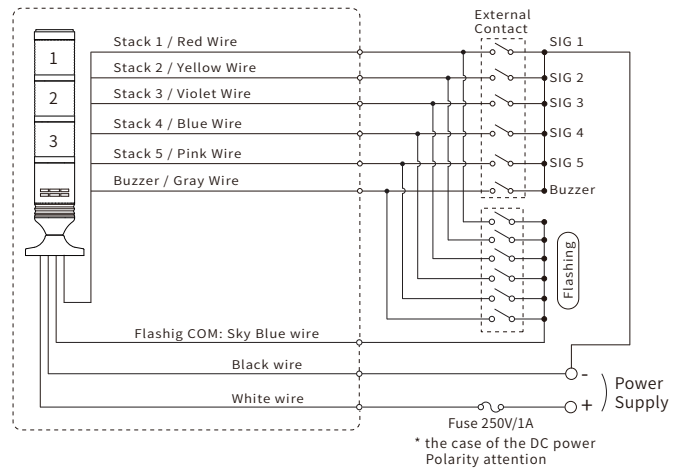 External
Contact
Stack 1 / Red Wire
SIG 1
1
Stack 2 / Yellow Wire
SIG 2
2
Stack 3 / Violet Wire
SIG 3
Stack 4 / Blue Wire
SIG 4
3
Stack 5 / Pink Wire
SIG 5
Buzzer / Gray Wire
Buzzer
Flashing
Flashig COM: Sky Blue wire
Black wire
-
Power
Supply
White wire
+
Fuse 250V/1A
* the case of the DC power
Polarity attention